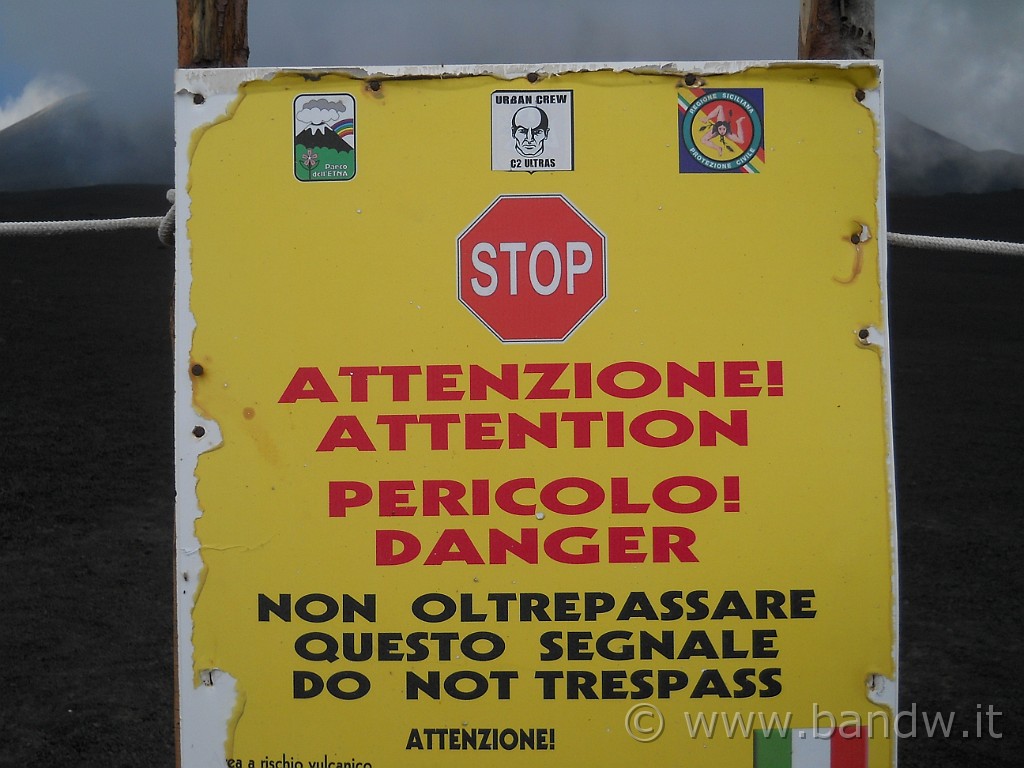 Parco
dell'ETNA
URBAN CREW
C2 ULTRAS
REGIONE SICILIANA
PROTEZIONE CIVILE
STOP
ATTENZIONE!
ATTENTION
PERICOLO!
DANGER
NON OLTREPASSARE
QUESTO SEGNALE
DO NOT TRESPASS
ATTENZIONE!
a rischio vulcanico
© www.bandw.it